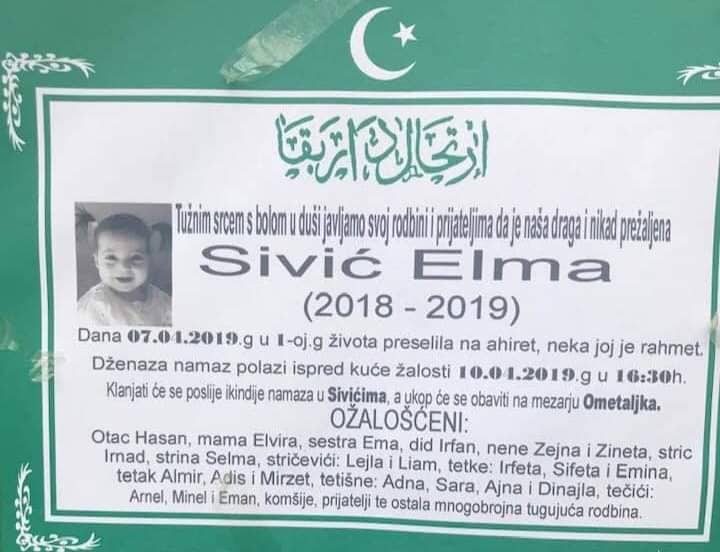 ارتحال دار بقا
Tužnim srcem s bolom u duši javljamo svoj rodbini i prijateljima da je naša draga i nikad prežaljena
Sivić Elma
(2018 - 2019)
Dana 07.04.2019.g u 1-oj.g života preselila na ahiret, neka joj je rahmet.
Dženaza namaz polazi ispred kuće žalosti 10.04.2019.g u 16:30h.
Klanjati će se poslije ikindije namaza u Sivićima, a ukop će se obaviti na mezarju Ometaljka.
OŽALOŠĆENI:
Otac Hasan, mama Elvira, sestra Ema, did Irfan, nene Zejna i Zineta, stric
Irnad, strina Selma, stričevići: Lejla i Liam, tetke: Irfeta, Sifeta i Emina,
tetak Almir, Adis i Mirzet, tetišne: Adna, Sara, Ajna i Dinajla, tečići:
Arnel, Minel i Eman, komšije, prijatelji te ostala mnogobrojna tugujuća rodbina.